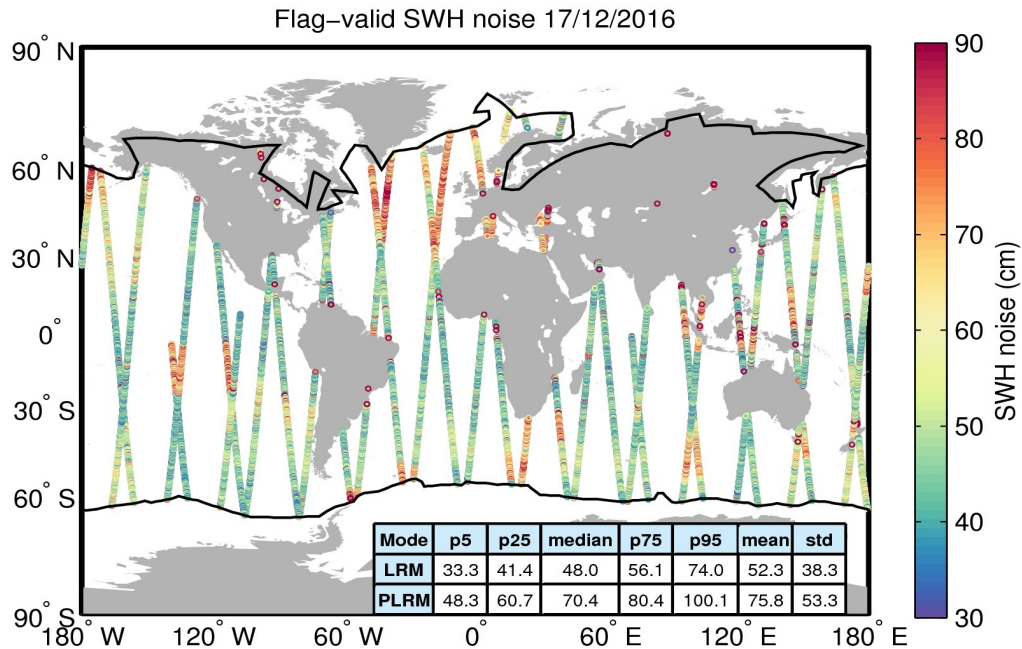 Flag−valid SWH noise 17/12/2016
90° N
60° N
30° N
0°
30° S
60° S
90° S
180° W
120° W
60° W
0°
60° E
120° E
180° E
Mode p5 p25 median p75 p95 mean std
LRM 33.3 41.4 48.0 56.1 74.0 52.3 38.3
PLRM 48.3 60.7 70.4 80.4 100.1 75.8 53.3
90
80
70
60
50
40
30
SWH noise (cm)